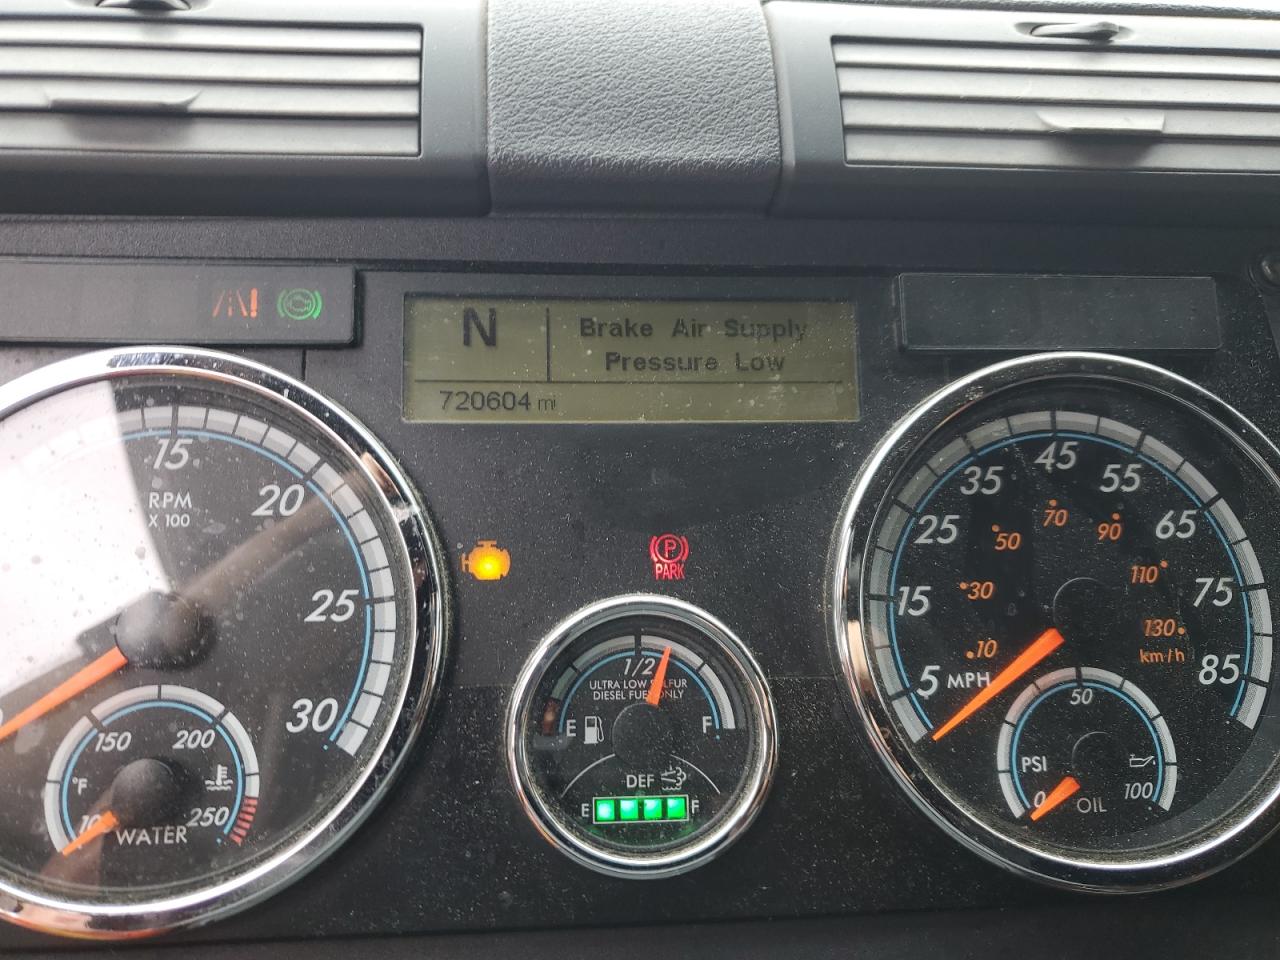 N
Brake Air Supply
Pressure Low
720604 mi
15
20
25
30
RPM
X 100
150
200
250
°F
WATER
PARK
P
1/2
ULTRA LOW SULFUR
DIESEL FUEL ONLY
E
F
DEF
E
F
5
15
25
35
45
55
65
75
85
MPH
10
30
50
70
90
110
130
km/h
50
PSI
0
100
OIL